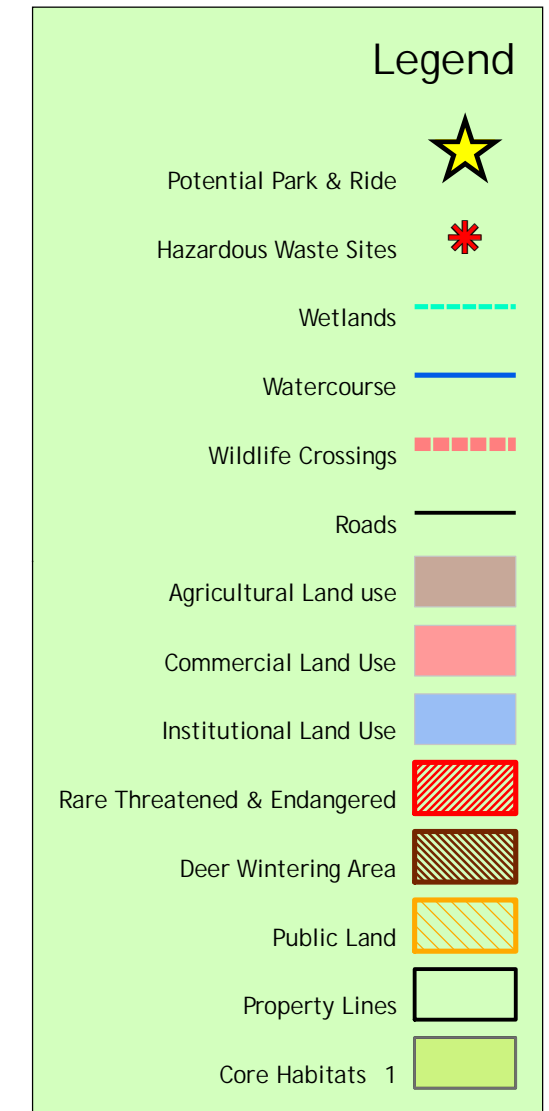 Legend
Potential Park & Ride
Hazardous Waste Sites
Wetlands
Watercourse
Wildlife Crossings
Roads
Agricultural Land use
Commercial Land Use
Institutional Land Use
Rare Threatened & Endangered
Deer Wintering Area
Public Land
Property Lines
Core Habitats 1